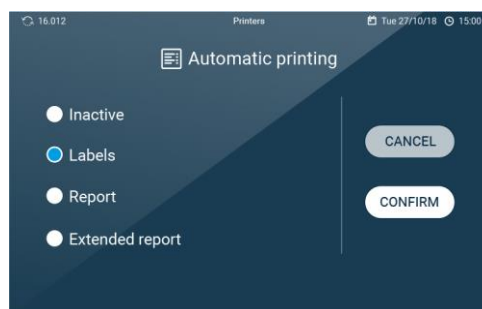 16.012 Printers Tue 27/10/18 15:00
Automatic printing
Inactive
Labels
Report
Extended report
CANCEL
CONFIRM